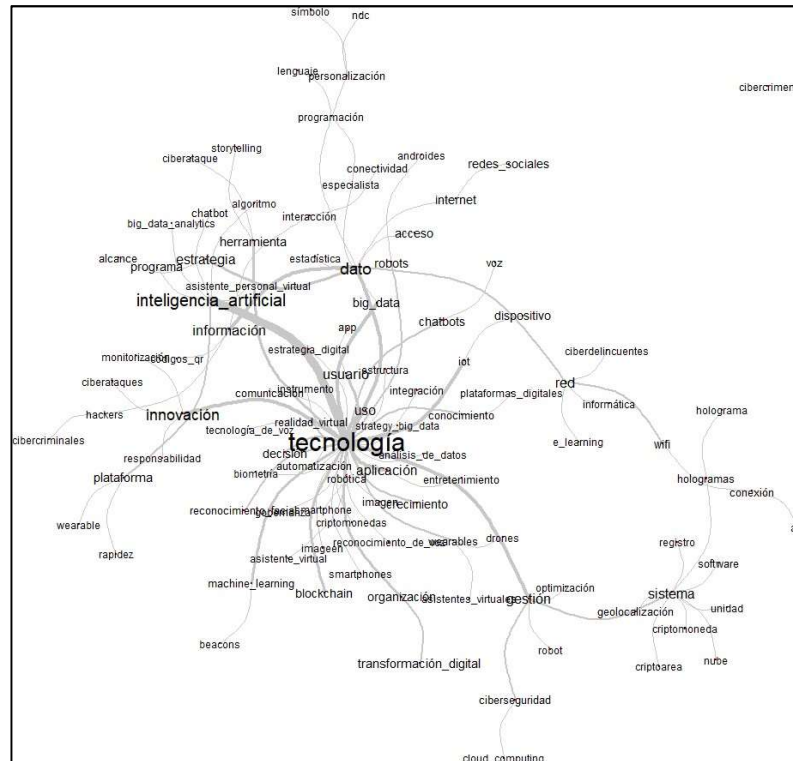 símbolo
ndc
lenguaje
personalización
cibercrimen
programación
storytelling
ciberataque
androides
conectividad
redes_sociales
especialista
algoritmo
internet
chatbot
interacción
big_data_analytics
acceso
herramienta
alcance
estrategia
estadística
programa
dato
robots
voz
asistente_personal_virtual
inteligencia_artificial
big_data
información
app
chatbots
dispositivo
estrategia_digital
monitorización
códigos_qr
usuario
estructura
iot
ciberdelincuentes
ciberataques
instrumento
integración
plataformas_digitales
red
comunicación
informática
hackers
innovación
uso
conocimiento
holograma
realidad_virtual
strategy_big_data
tecnología_de_voz
cibercriminales
tecnología
e_learning
wifi
responsabilidad
decisión
análisis_de_datos
plataforma
biometría
automatización
aplicación
robótica
entretenimiento
hologramas
conexión
imagen
crecimiento
wearable
reconocimiento_facial
smartphone
criptomonedas
rapidez
imageen
reconocimiento_de_voz
wearables
drones
registro
asistente_virtual
software
machine_learning
smartphones
optimización
blockchain
organización
asistentes_virtuales
gestión
sistema
geolocalización
unidad
criptomoneda
beacons
robot
transformación_digital
criptoarea
nube
ciberseguridad
cloud_computing